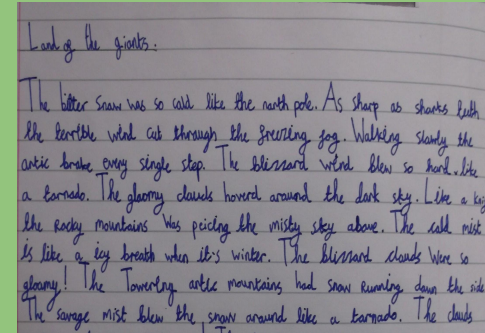 Land of the giants.
The bitter snow was so cold like the north pole. As sharp as sharks teeth
the terrible wind cut through the freezing fog. Walking slowly the
artic brake every single step. The blizzard wind blew so hard, like
a tornado. The gloomy clouds hoverd around the dark sky. Like a
the Rocky mountains was peicing the misty sky above. The cold mist
is like a icy breath when it's winter. The blizzard clouds were so
gloamy! The Towering artic mountains had snow running down the side
The savage mist blew the snow around like a tornado. The clouds